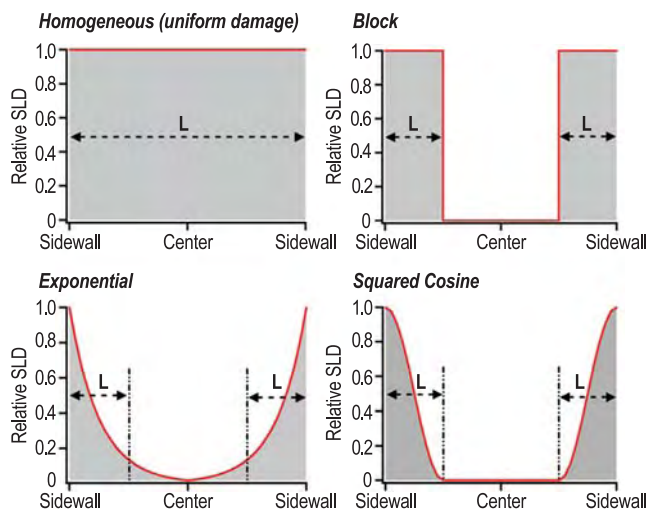 Homogeneous (uniform damage)
Relative SLD
1.0
0.8
0.6
0.4
0.2
0
L
Sidewall Center Sidewall
Block
Relative SLD
1.0
0.8
0.6
0.4
0.2
0
L L
Sidewall Center Sidewall
Exponential
Relative SLD
1.0
0.8
0.6
0.4
0.2
0
L L
Sidewall Center Sidewall
Squared Cosine
Relative SLD
1.0
0.8
0.6
0.4
0.2
0
L L
Sidewall Center Sidewall